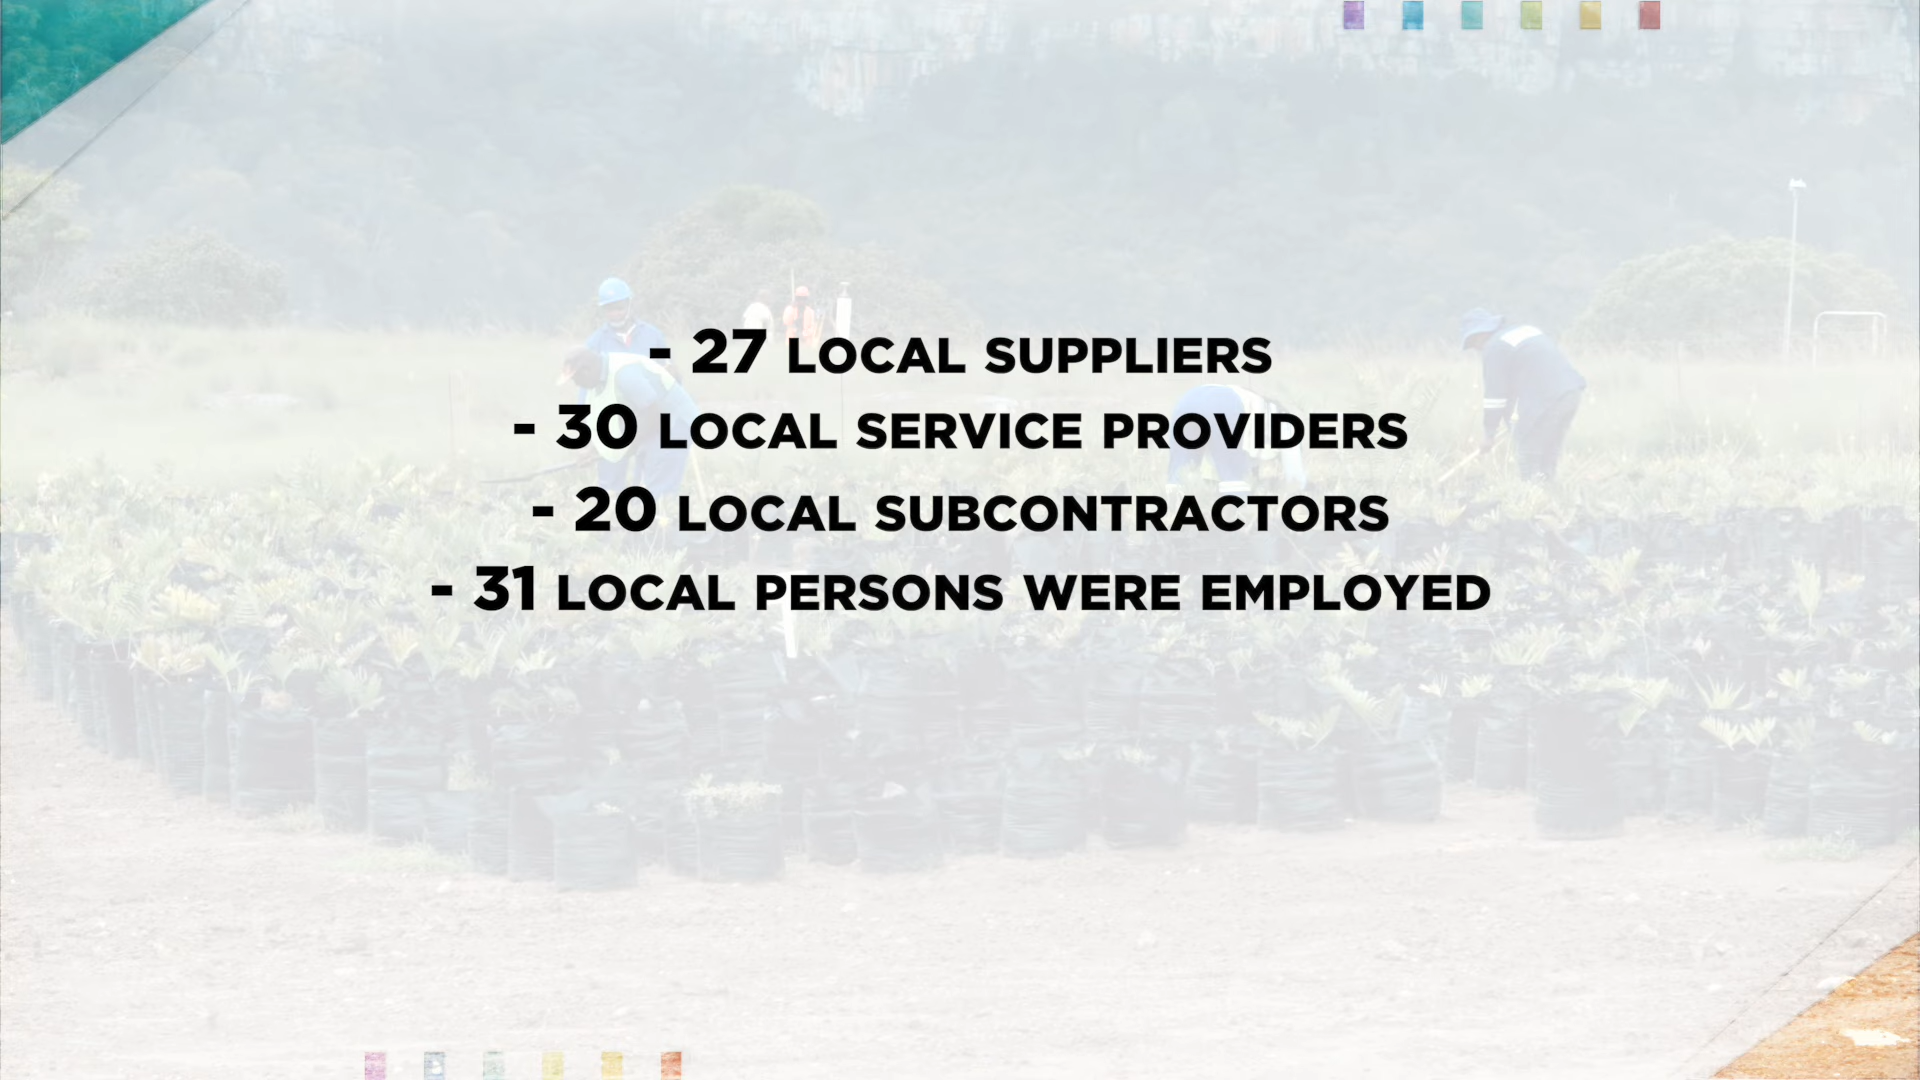 - 27 LOCAL SUPPLIERS
- 30 LOCAL SERVICE PROVIDERS
- 20 LOCAL SUBCONTRACTORS
- 31 LOCAL PERSONS WERE EMPLOYED